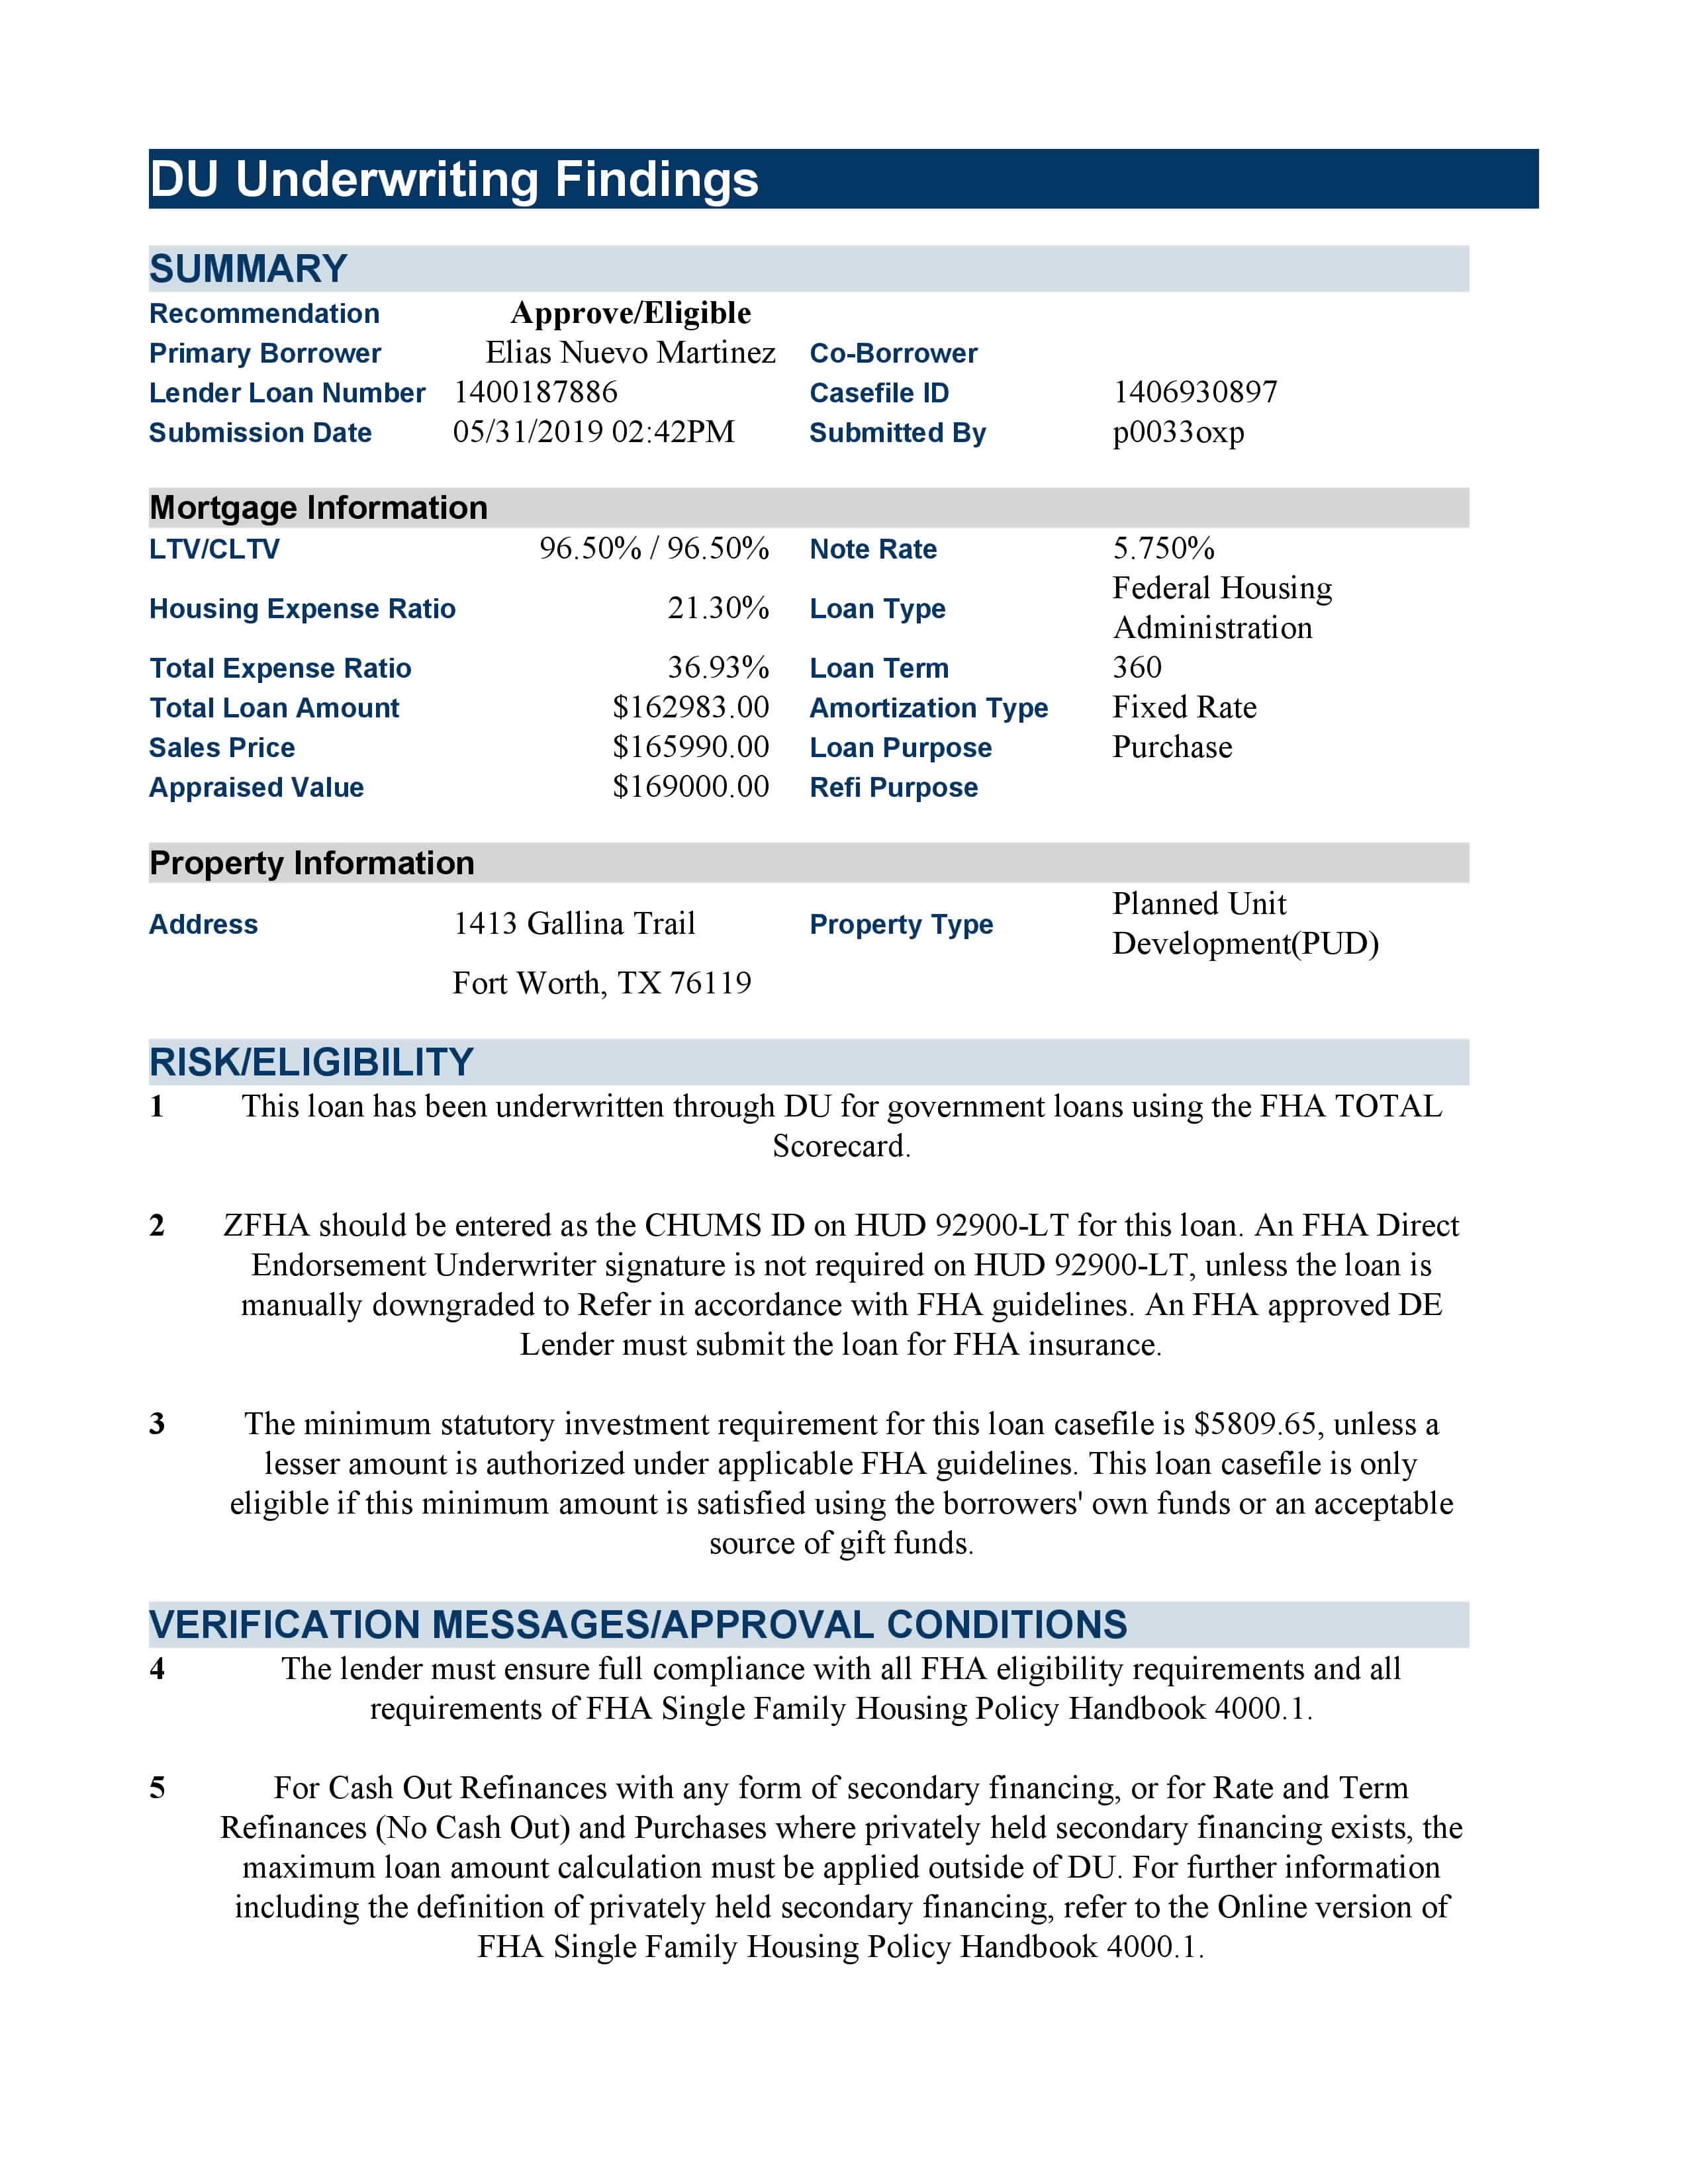 DU Underwriting Findings
SUMMARY
Recommendation Approve/Eligible
Primary Borrower Elias Nuevo Martinez Co-Borrower
Lender Loan Number 1400187886 Casefile ID 1406930897
Submission Date 05/31/2019 02:42PM Submitted By p0033oxp
Mortgage Information
LTV/CLTV 96.50% / 96.50% Note Rate 5.750%
Housing Expense Ratio 21.30% Loan Type Federal Housing
Administration
Total Expense Ratio 36.93% Loan Term 360
Total Loan Amount $162983.00 Amortization Type Fixed Rate
Sales Price $165990.00 Loan Purpose Purchase
Appraised Value $169000.00 Refi Purpose
Property Information
Address 1413 Gallina Trail Property Type Planned Unit
Development(PUD)
Fort Worth, TX 76119
RISK/ELIGIBILITY
1 This loan has been underwritten through DU for government loans using the FHA TOTAL
Scorecard.
2 ZFHA should be entered as the CHUMS ID on HUD 92900-LT for this loan. An FHA Direct
Endorsement Underwriter signature is not required on HUD 92900-LT, unless the loan is
manually downgraded to Refer in accordance with FHA guidelines. An FHA approved DE
Lender must submit the loan for FHA insurance.
3 The minimum statutory investment requirement for this loan casefile is $5809.65, unless a
lesser amount is authorized under applicable FHA guidelines. This loan casefile is only
eligible if this minimum amount is satisfied using the borrowers' own funds or an acceptable
source of gift funds.
VERIFICATION MESSAGES/APPROVAL CONDITIONS
4 The lender must ensure full compliance with all FHA eligibility requirements and all
requirements of FHA Single Family Housing Policy Handbook 4000.1.
5 For Cash Out Refinances with any form of secondary financing, or for Rate and Term
Refinances (No Cash Out) and Purchases where privately held secondary financing exists, the
maximum loan amount calculation must be applied outside of DU. For further information
including the definition of privately held secondary financing, refer to the Online version of
FHA Single Family Housing Policy Handbook 4000.1.